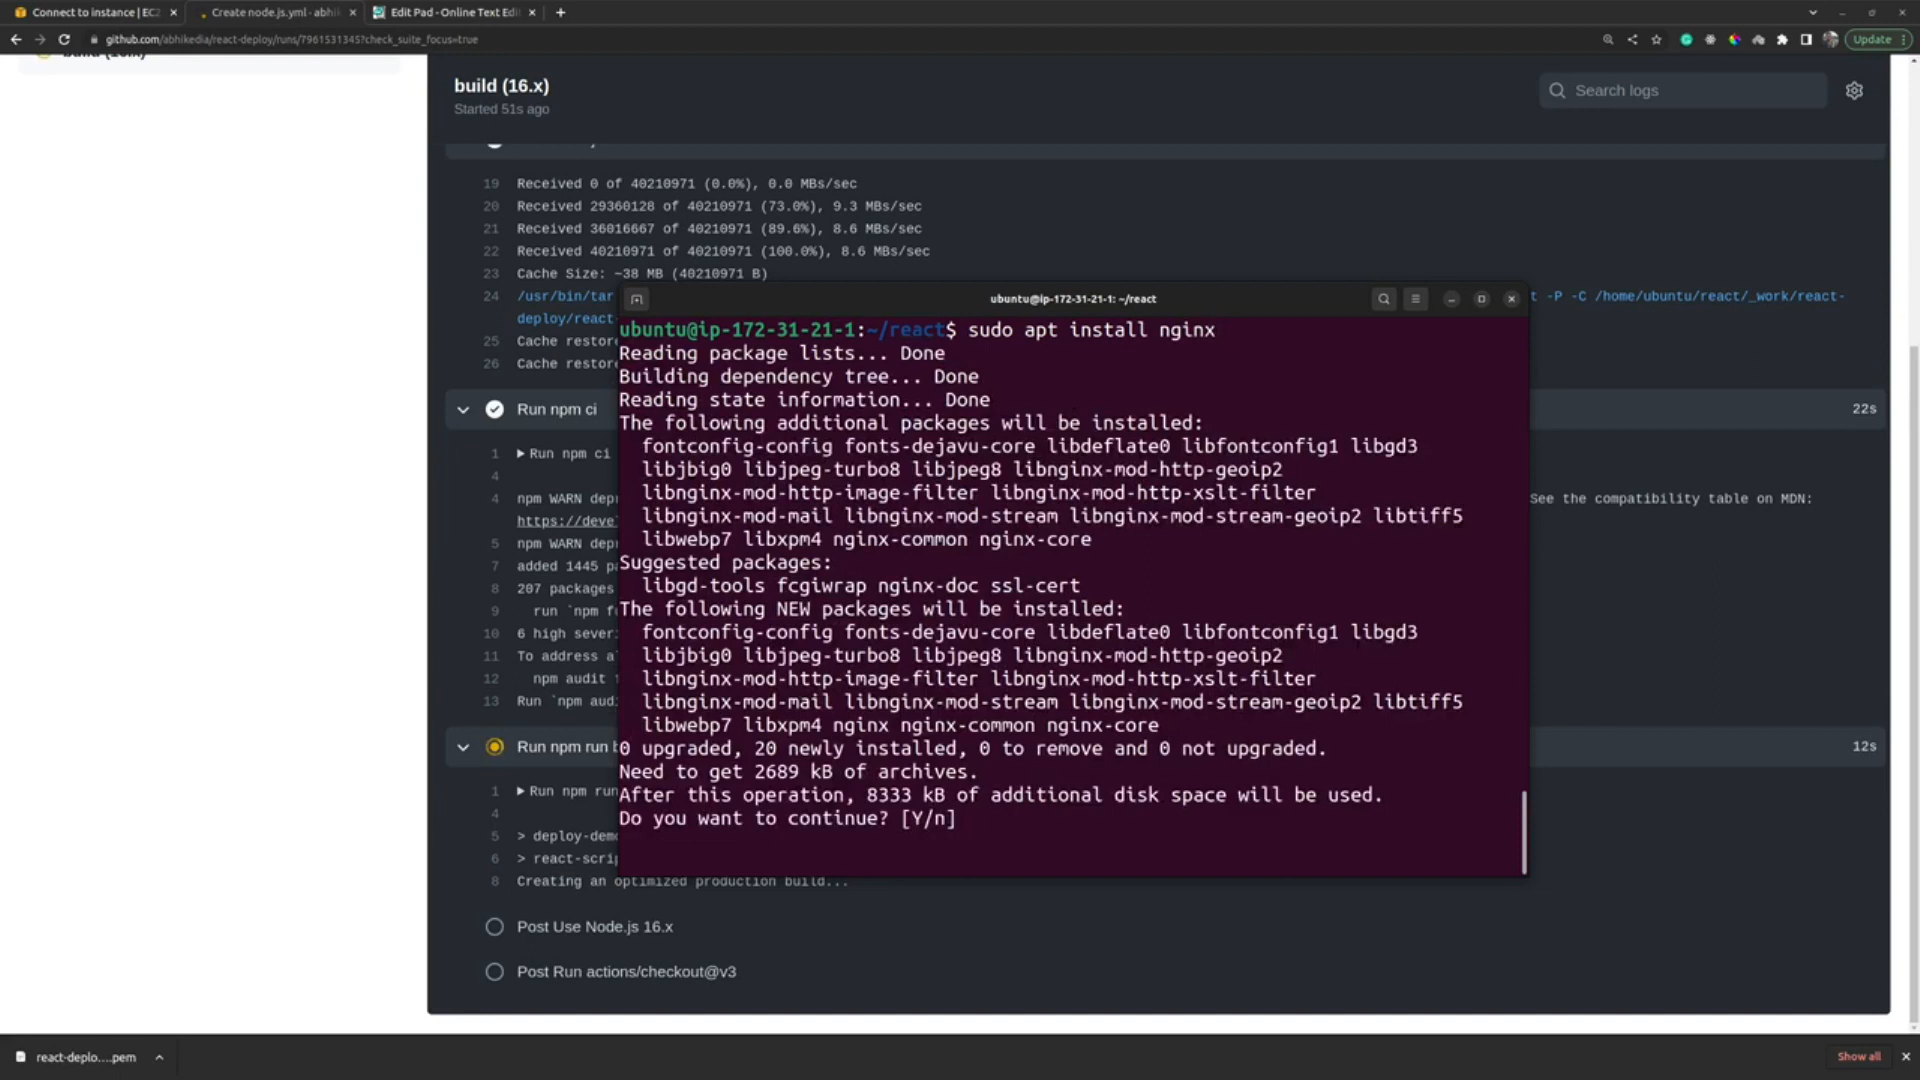 Connect to instance | EC2
Create node.js.yml - abhik
Edit Pad - Online Text Edit
github.com/abhikedia/react-deploy/runs/7961531345?check_suite_focus=true
Update
build (16.x)
Started 51s ago
Search logs
19 Received 0 of 40210971 (0.0%), 0.0 MBs/sec
20 Received 29360128 of 40210971 (73.0%), 9.3 MBs/sec
21 Received 36016667 of 40210971 (89.6%), 8.6 MBs/sec
22 Received 40210971 of 40210971 (100.0%), 8.6 MBs/sec
23 Cache Size: ~38 MB (40210971 B)
24 /usr/bin/tar
t -P -C /home/ubuntu/react/_work/react-
deploy/react
25 Cache restore
26 Cache restore
Run npm ci
22s
1 Run npm ci
4
4 npm WARN depr
See the compatibility table on MDN:
https://devel
5 npm WARN depr
7 added 1445 pa
8 207 packages
9 run `npm fu
10 6 high sever
11 To address al
12 npm audit f
13 Run `npm audi
Run npm run b
12s
1 Run npm run
4
5 > deploy-demo
6 > react-scrip
8 Creating an optimized production build...
Post Use Node.js 16.x
Post Run actions/checkout@v3
ubuntu@ip-172-31-21-1: ~/react
ubuntu@ip-172-31-21-1:~/react$ sudo apt install nginx
Reading package lists... Done
Building dependency tree... Done
Reading state information... Done
The following additional packages will be installed:
fontconfig-config fonts-dejavu-core libdeflate0 libfontconfig1 libgd3
libjbig0 libjpeg-turbo8 libjpeg8 libnginx-mod-http-geoip2
libnginx-mod-http-image-filter libnginx-mod-http-xslt-filter
libnginx-mod-mail libnginx-mod-stream libnginx-mod-stream-geoip2 libtiff5
libwebp7 libxpm4 nginx-common nginx-core
Suggested packages:
libgd-tools fcgiwrap nginx-doc ssl-cert
The following NEW packages will be installed:
fontconfig-config fonts-dejavu-core libdeflate0 libfontconfig1 libgd3
libjbig0 libjpeg-turbo8 libjpeg8 libnginx-mod-http-geoip2
libnginx-mod-http-image-filter libnginx-mod-http-xslt-filter
libnginx-mod-mail libnginx-mod-stream libnginx-mod-stream-geoip2 libtiff5
libwebp7 libxpm4 nginx nginx-common nginx-core
0 upgraded, 20 newly installed, 0 to remove and 0 not upgraded.
Need to get 2689 kB of archives.
After this operation, 8333 kB of additional disk space will be used.
Do you want to continue? [Y/n]
react-deplo....pem
Show all